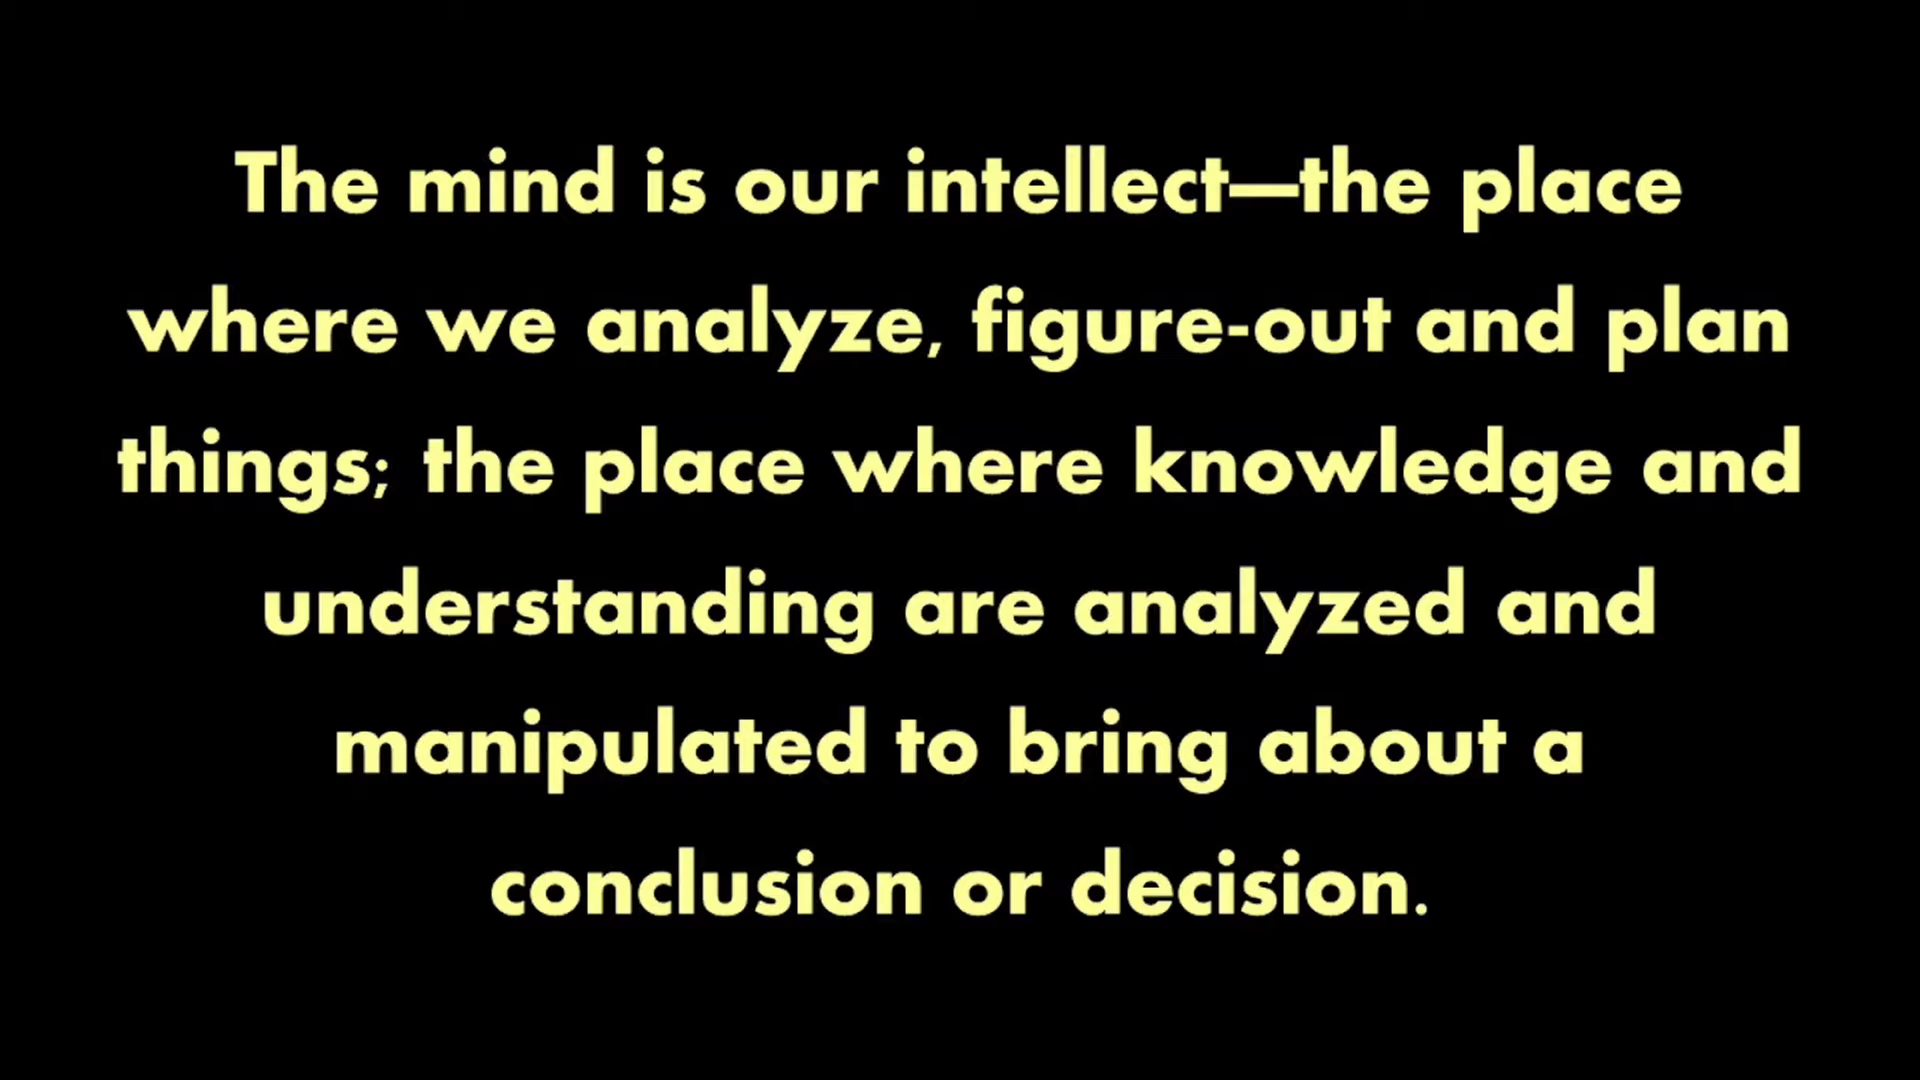 The mind is our intellect—the place
where we analyze, figure-out and plan
things; the place where knowledge and
understanding are analyzed and
manipulated to bring about a
conclusion or decision.